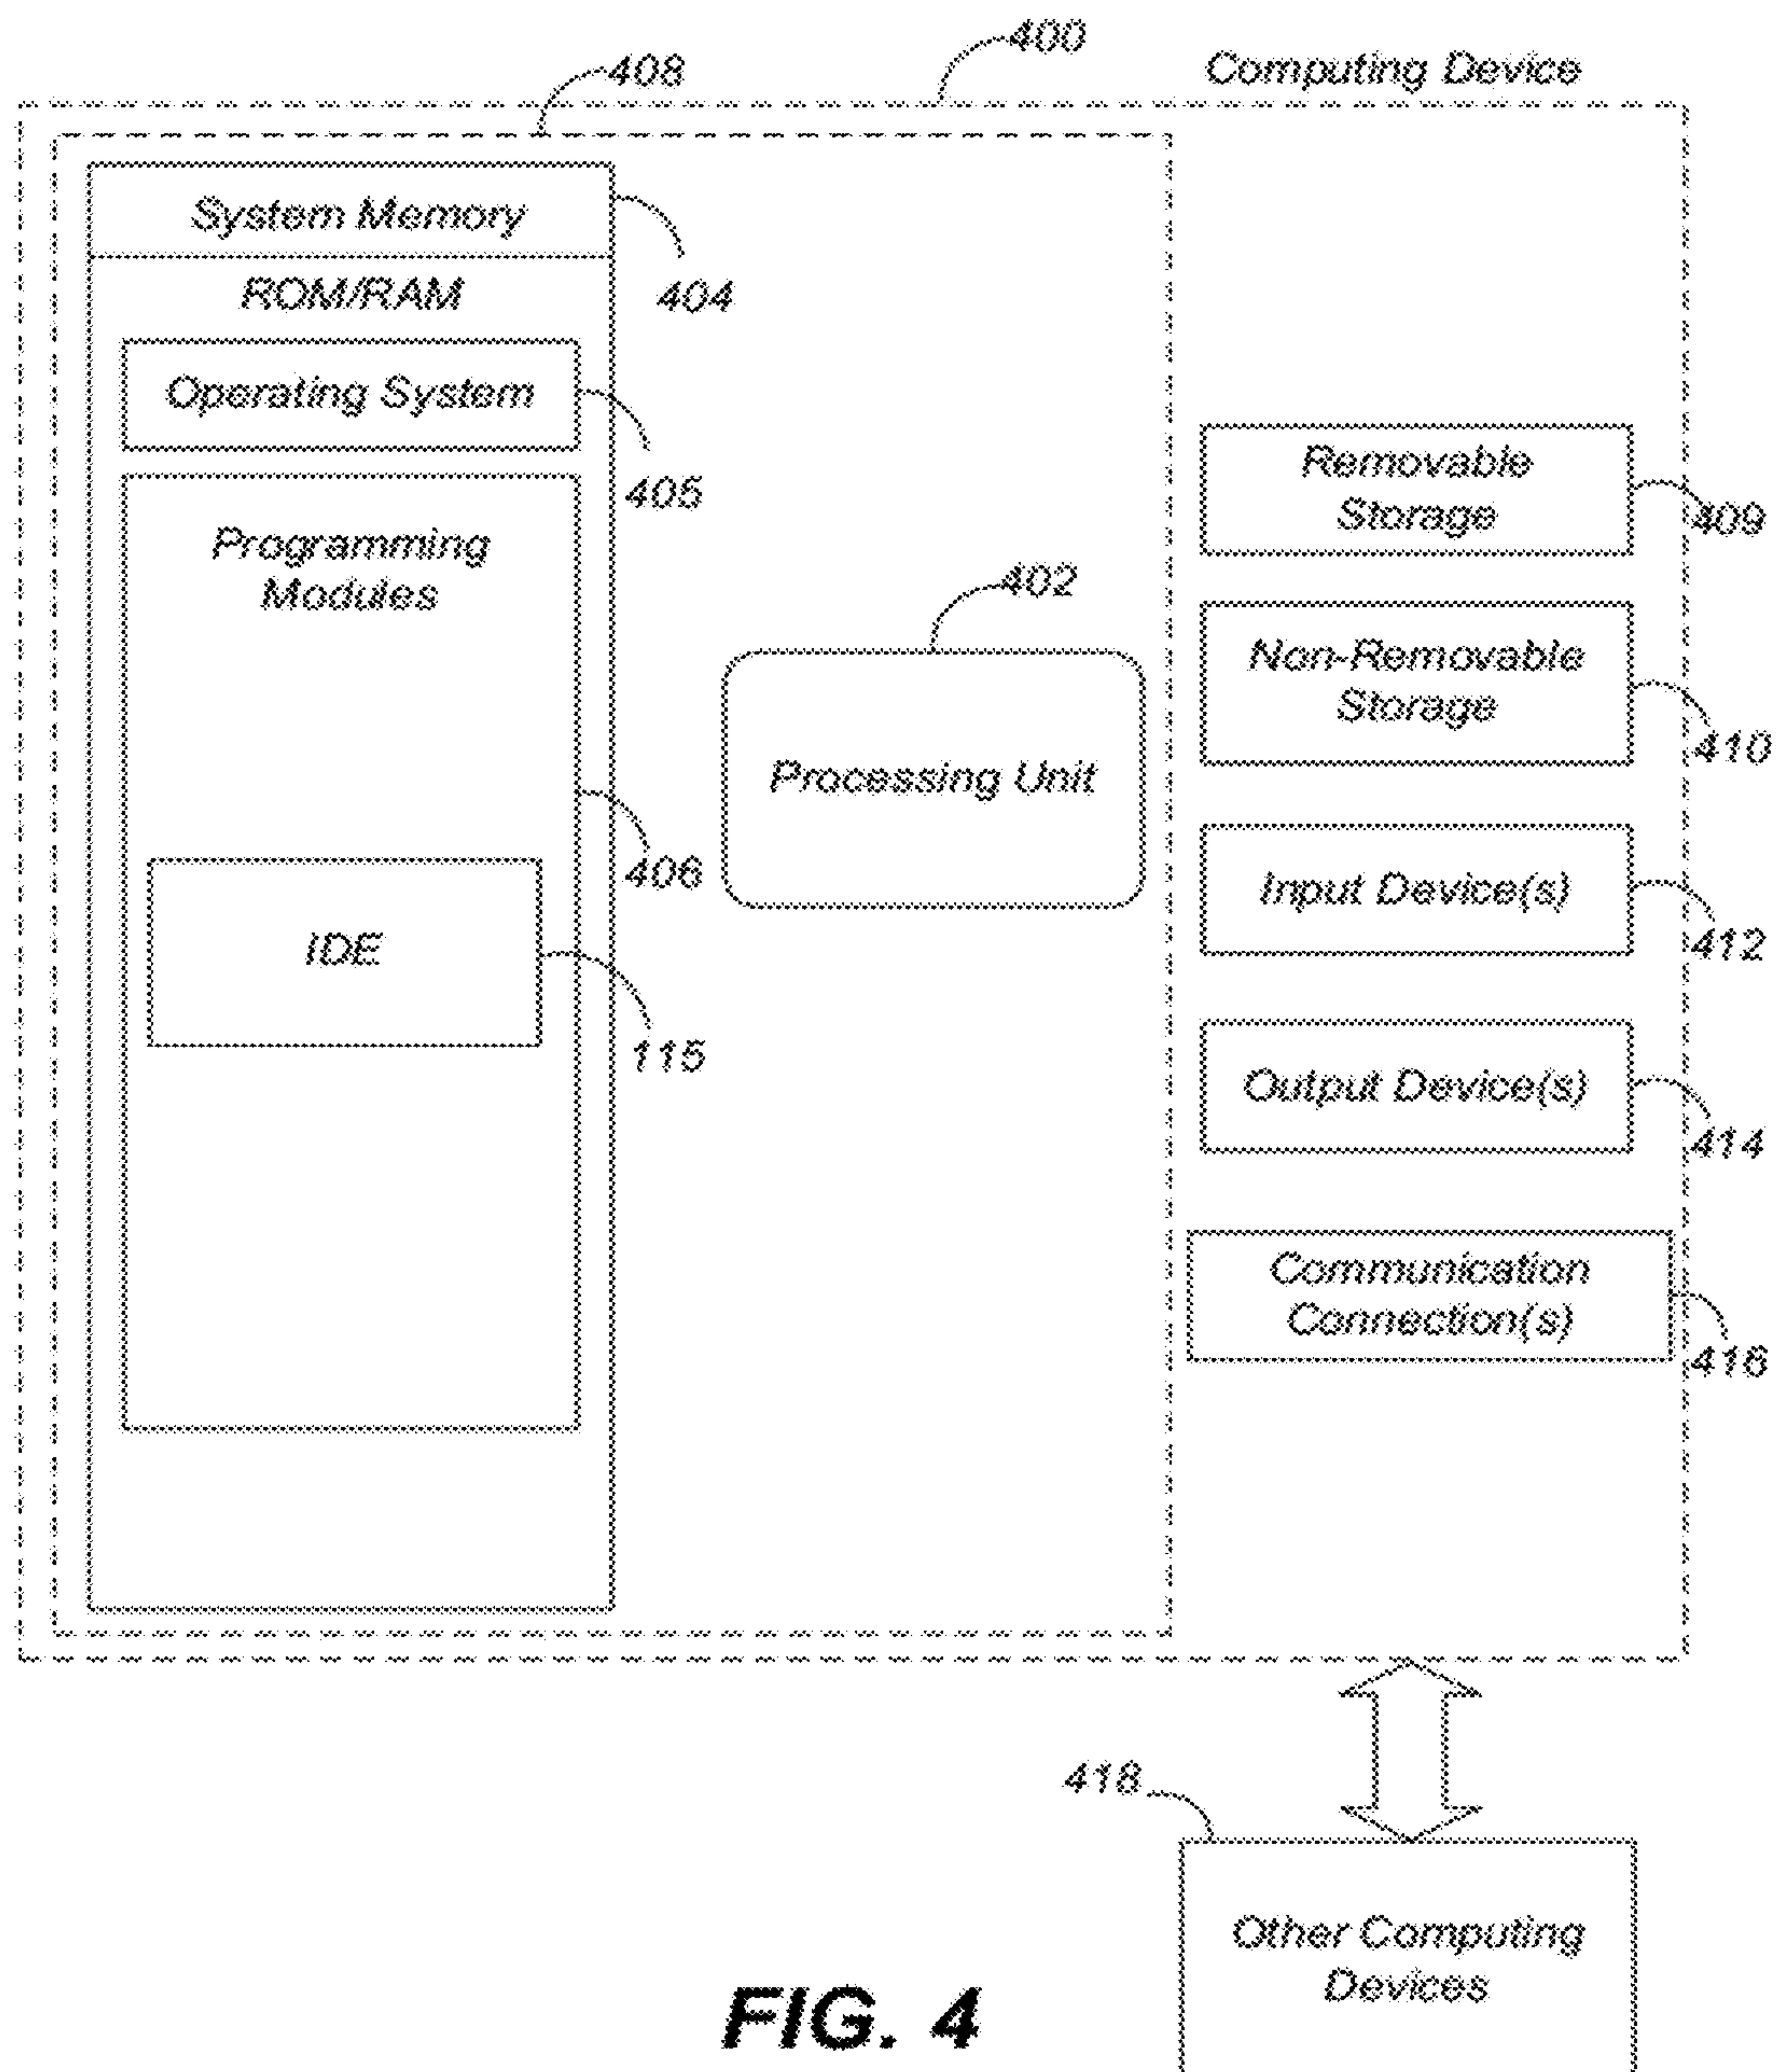 400
Computing Device
408
System Memory
404
ROM/RAM
Operating System
405
Programming
Modules
406
IDE
115
402
Processing Unit
Removable
Storage
409
Non-Removable
Storage
410
Input Device(s)
412
Output Device(s)
414
Communication
Connection(s)
416
418
Other Computing
Devices
FIG. 4